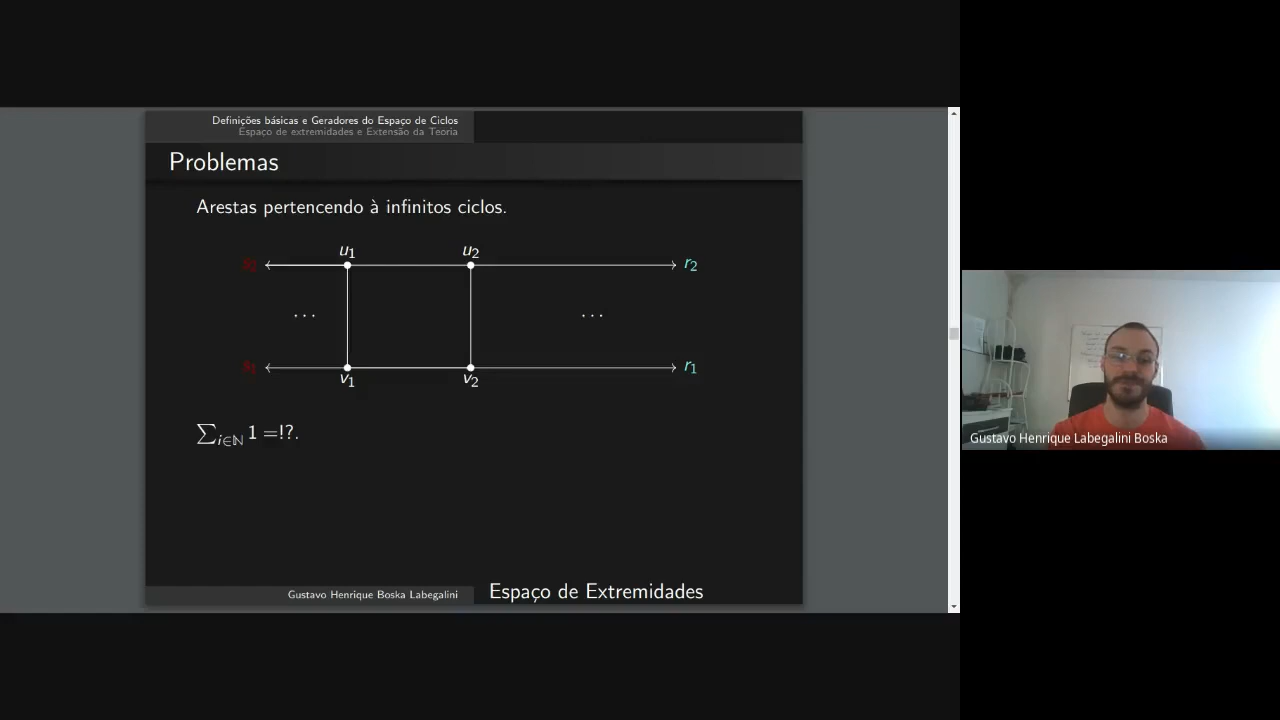 Definições básicas e Geradores do Espaço de Ciclos
Espaço de extremidades e Extensão da Teoria
Problemas
Arestas pertencendo à infinitos ciclos.
u1 u2
r2
... ...
r1
v1 v2
∑i∈ℕ 1 =!?.
Gustavo Henrique Boska Labegalini
Espaço de Extremidades
Gustavo Henrique Labegalini Boska